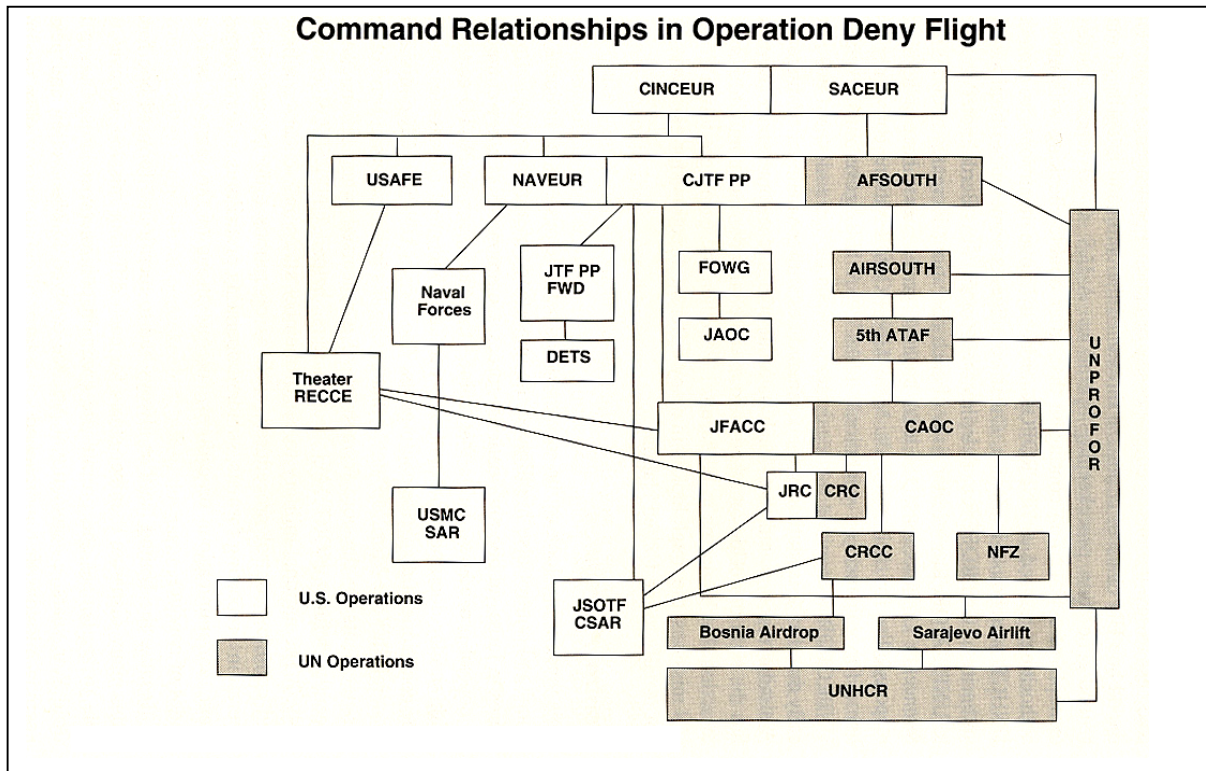 Command Relationships in Operation Deny Flight
CINCEUR
SACEUR
USAFE
NAVEUR
CJTF PP
AFSOUTH
JTF PP
FWD
FOWG
AIRSOUTH
Naval
Forces
DETS
JAOC
5th ATAF
Theater
RECCE
JFACC
CAOC
UNPROFOR
JRC
CRC
USMC
SAR
CRCC
NFZ
U.S. Operations
JSOTF
CSAR
Bosnia Airdrop
Sarajevo Airlift
UN Operations
UNHCR